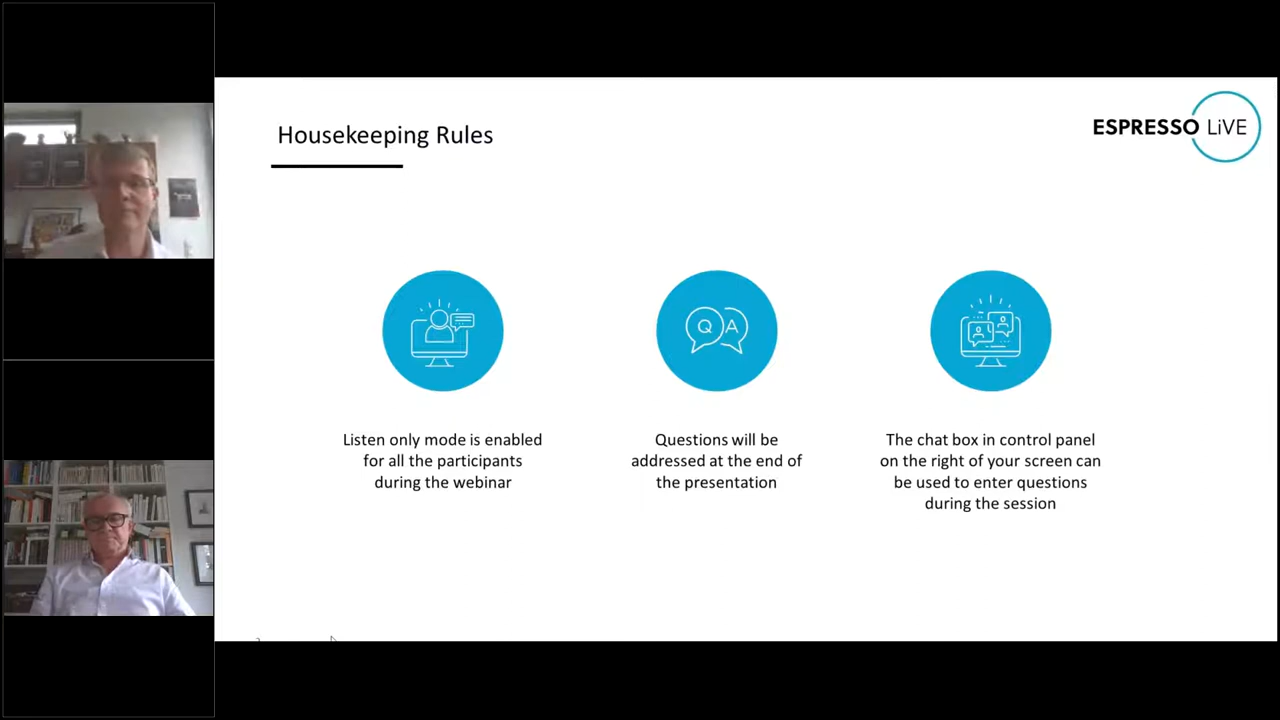 Housekeeping Rules
ESPRESSO LiVE
Q A
Listen only mode is enabled
for all the participants
during the webinar
Questions will be
addressed at the end of
the presentation
The chat box in control panel
on the right of your screen can
be used to enter questions
during the session